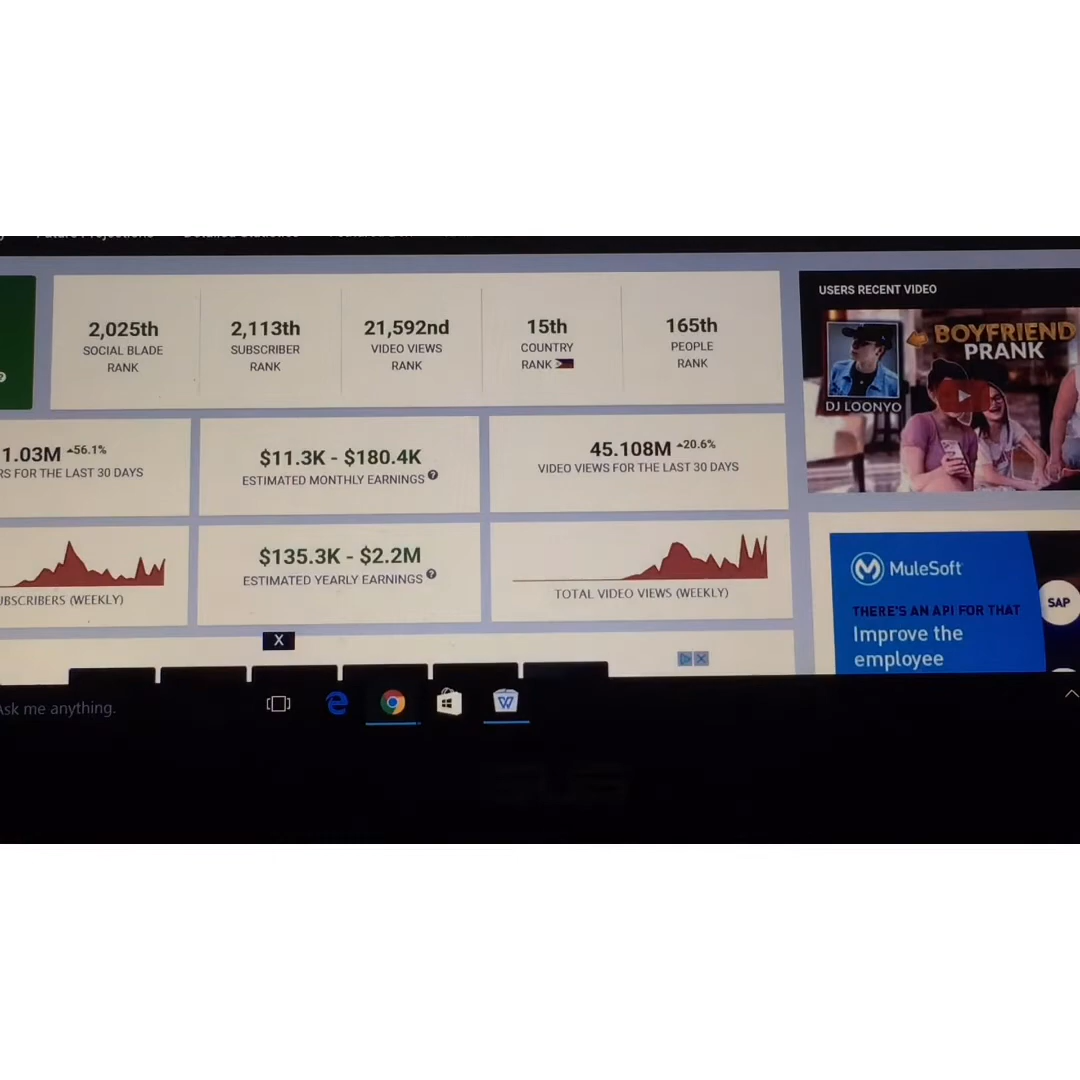 2,025th
SOCIAL BLADE
RANK
2,113th
SUBSCRIBER
RANK
21,592nd
VIDEO VIEWS
RANK
15th
COUNTRY
RANK
165th
PEOPLE
RANK
USERS RECENT VIDEO
BOYFRIEND
PRANK
DJ LOONYO
1.03M 56.1%
RS FOR THE LAST 30 DAYS
$11.3K - $180.4K
ESTIMATED MONTHLY EARNINGS ?
45.108M 20.6%
VIDEO VIEWS FOR THE LAST 30 DAYS
UBSCRIBERS (WEEKLY)
$135.3K - $2.2M
ESTIMATED YEARLY EARNINGS ?
TOTAL VIDEO VIEWS (WEEKLY)
MuleSoft
THERE'S AN API FOR THAT
Improve the
employee
SAP
X
Ask me anything.